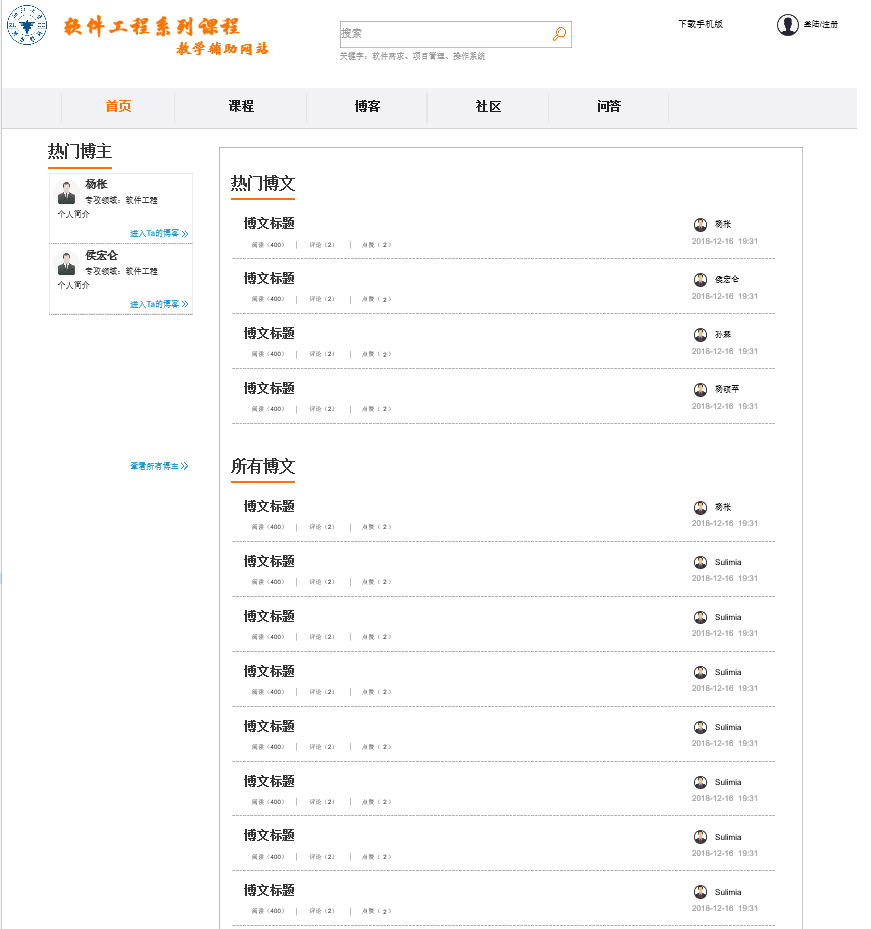 软件工程系列课程
教学辅助网站
搜索
关键字：软件需求、项目管理、操作系统
下载手机版
登陆/注册
首页
课程
博客
社区
问答
热门博主
杨枨
专攻领域：软件工程
个人简介
进入Ta的博客
侯宏仑
专攻领域：软件工程
个人简介
进入Ta的博客
查看所有博主
热门博文
博文标题
杨枨
阅读（400） | 评论（2） | 点赞（ 2 ）
2018-12-16 19:31
博文标题
侯宏仑
阅读（400） | 评论（2） | 点赞（ 2 ）
2018-12-16 19:31
博文标题
阅读（400） | 评论（2） | 点赞（ 2 ）
2018-12-16 19:31
博文标题
阅读（400） | 评论（2） | 点赞（ 2 ）
2018-12-16 19:31
所有博文
博文标题
杨枨
阅读（400） | 评论（2） | 点赞（ 2 ）
2018-12-16 19:31
博文标题
Sulimia
阅读（400） | 评论（2） | 点赞（ 2 ）
2018-12-16 19:31
博文标题
Sulimia
阅读（400） | 评论（2） | 点赞（ 2 ）
2018-12-16 19:31
博文标题
Sulimia
阅读（400） | 评论（2） | 点赞（ 2 ）
2018-12-16 19:31
博文标题
Sulimia
阅读（400） | 评论（2） | 点赞（ 2 ）
2018-12-16 19:31
博文标题
Sulimia
阅读（400） | 评论（2） | 点赞（ 2 ）
2018-12-16 19:31
博文标题
Sulimia
阅读（400） | 评论（2） | 点赞（ 2 ）
2018-12-16 19:31
博文标题
Sulimia
阅读（400） | 评论（2） | 点赞（ 2 ）
2018-12-16 19:31